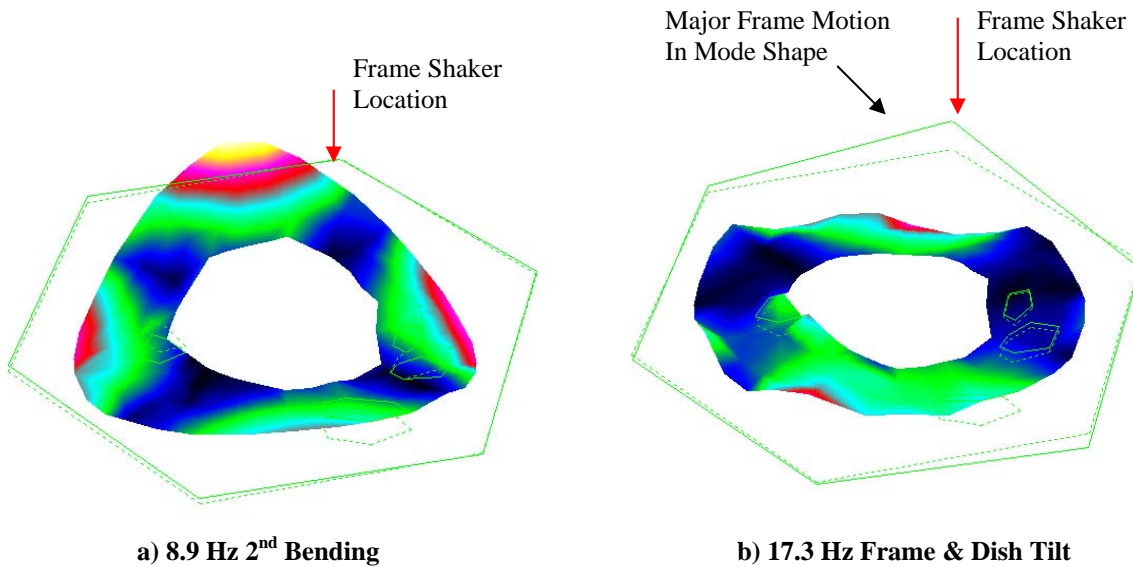 Frame Shaker
Location
a) 8.9 Hz 2nd Bending
Major Frame Motion
In Mode Shape
Frame Shaker
Location
b) 17.3 Hz Frame & Dish Tilt